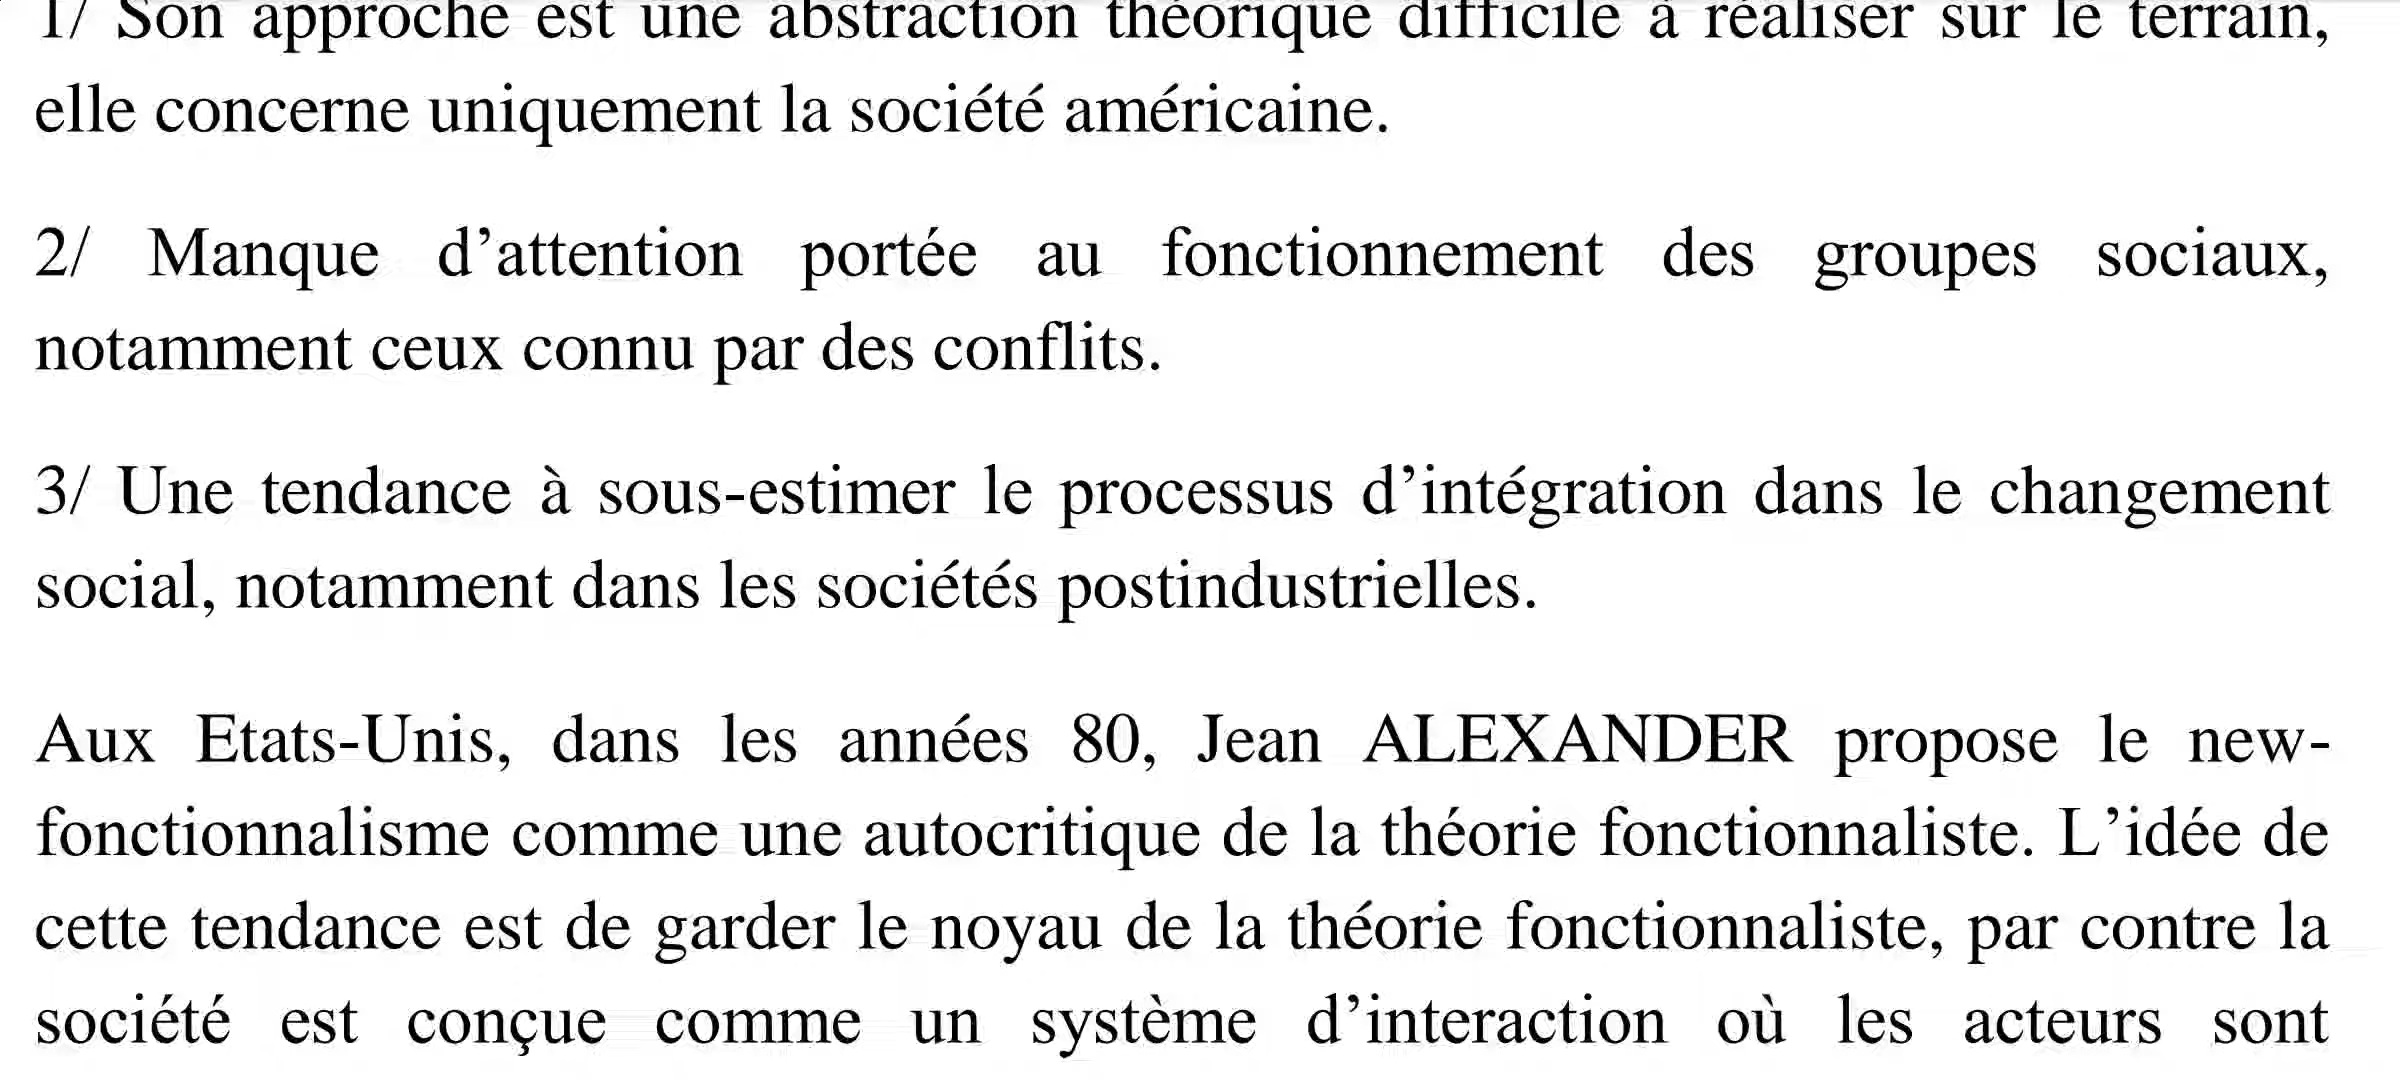 1/ Son approche est une abstraction théorique difficile à réaliser sur le terrain,
elle concerne uniquement la société américaine.
2/ Manque d’attention portée au fonctionnement des groupes sociaux,
notamment ceux connu par des conflits.
3/ Une tendance à sous-estimer le processus d’intégration dans le changement
social, notamment dans les sociétés postindustrielles.
Aux Etats-Unis, dans les années 80, Jean ALEXANDER propose le new-
fonctionnalisme comme une autocritique de la théorie fonctionnaliste. L’idée de
cette tendance est de garder le noyau de la théorie fonctionnaliste, par contre la
société est conçue comme un système d’interaction où les acteurs sont